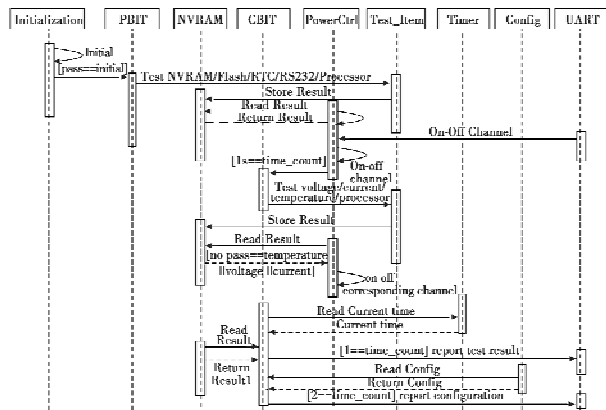 Initialization PBIT NVRAM CBIT PowerCtrl Test_Item Timer Config UART
Initial
[pass==initial]
Test NVRAM/Flash/RTC/RS232/Processor
Store Result
Read Result
Return Result
On-Off Channel
[1s==time_count]
On-off
channel
Test voltage/current/
temperature/processor
Store Result
Read Result
[no pass==temperature
||voltage ||current]
on off
corresponding channel
Read Current time
Current time
Read
Result
[1==time_count] report test result
Return
Result]
Read Config
Return Config
[2==time_count] report configuration